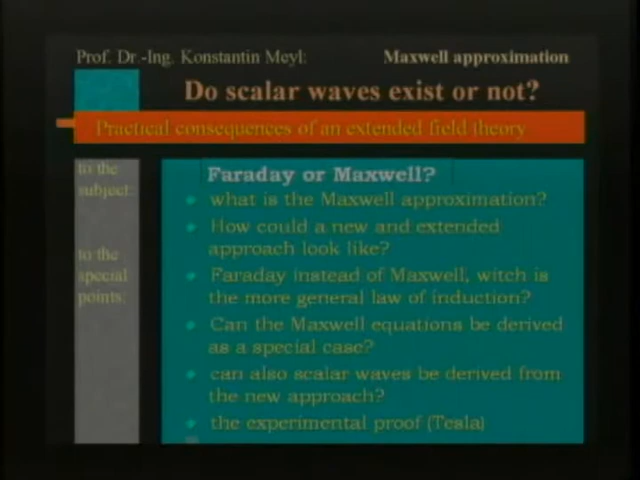 Prof. Dr.-Ing. Konstantin Meyl:
Maxwell approximation
Do scalar waves exist or not?
Practical consequences of an extended field theory
to the
subject:
to the
special
points:
Faraday or Maxwell?
what is the Maxwell approximation?
How could a new and extended
approach look like?
Faraday instead of Maxwell, witch is
the more general law of induction?
Can the Maxwell equations be derived
as a special case?
can also scalar waves be derived from
the new approach?
the experimental proof (Tesla)